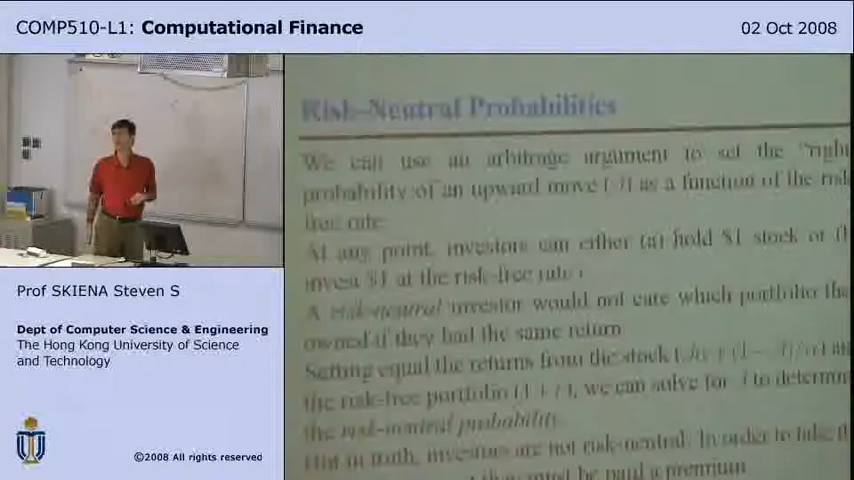 COMP510-L1: Computational Finance
02 Oct 2008
Risk-Neutral Probabilities
We can use an arbitrage argument to set the "right
probability of an upward move ( ) as a function of the risk
free rate.
At any point, investors can either (a) hold $1 stock or (
invest $1 at the risk-free rate
A risk-neutral investor would not care which portfolio the
owned if they had the same return
Setting equal the returns from the stock
the risk-free portfolio (1 + r), we can solve for to determin
the risk-neutral probability.
But in truth, investors are not risk-neutral. In order to take
they must be paid a premium
Prof SKIENA Steven S
Dept of Computer Science & Engineering
The Hong Kong University of Science
and Technology
©2008 All rights reserved